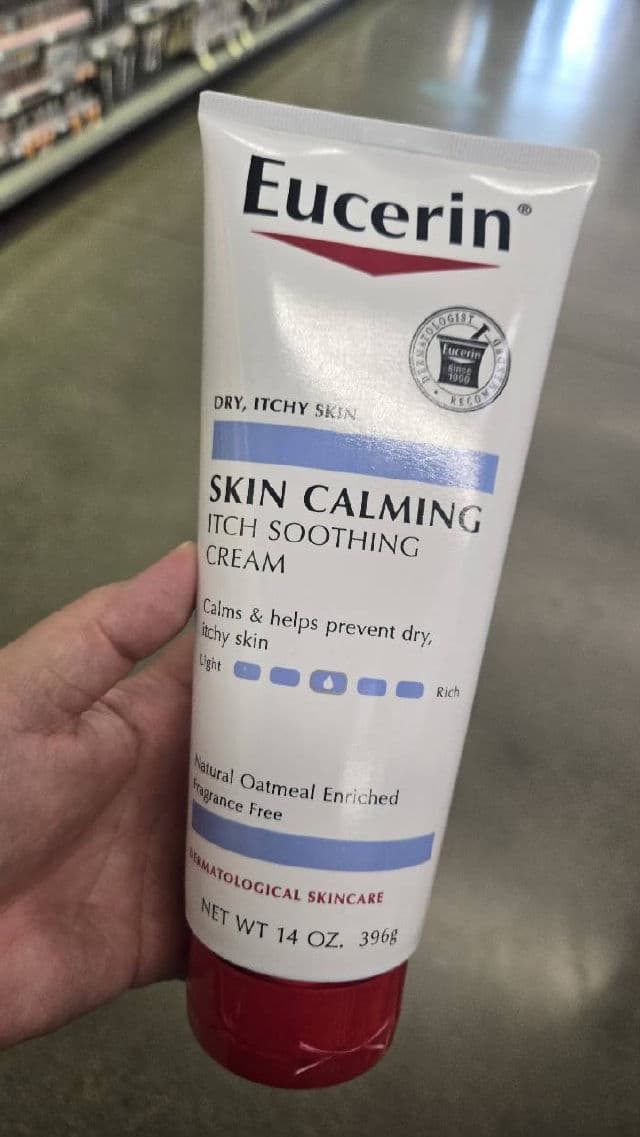 Eucerin®
DERMATOLOGIST RECOM
Eucerin
Since
1900
DRY, ITCHY SKIN
SKIN CALMING
ITCH SOOTHING
CREAM
Calms & helps prevent dry,
itchy skin
Light Rich
Natural Oatmeal Enriched
Fragrance Free
DERMATOLOGICAL SKINCARE
NET WT 14 OZ. 396g